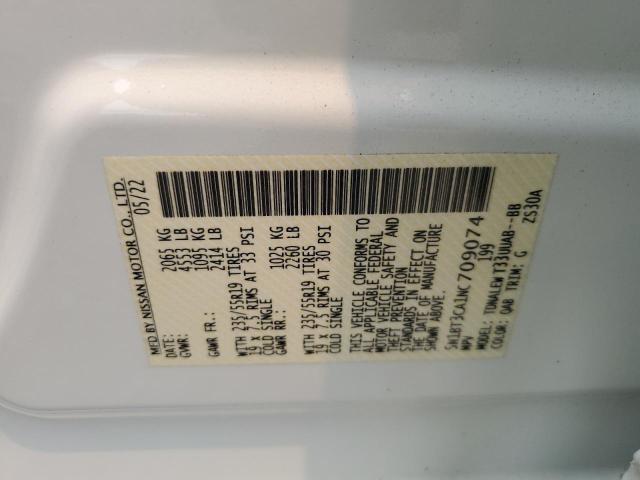 MFD BY NISSAN MOTOR CO., LTD.
05/22
GVWR: 2065 KG
4553 LB
GAWR FR: 1095 KG
2414 LB
WITH 235/55R19 TIRES
19 X 7.5 RIMS AT 33 PSI
COLD SINGLE
GAWR RR: 1025 KG
2260 LB
WITH 235/55R19 TIRES
19 X 7.5 RIMS AT 30 PSI
COLD SINGLE
THIS VEHICLE CONFORMS TO
ALL APPLICABLE FEDERAL
MOTOR VEHICLE SAFETY AND
THEFT PREVENTION
STANDARDS IN EFFECT ON
THE DATE OF MANUFACTURE
SHOWN ABOVE.
5N1BT3CA1NC709074
MPV 199
MODEL: TDNALEW T33UUAB--BB
COLOR: QAB TRIM: G ZS30A